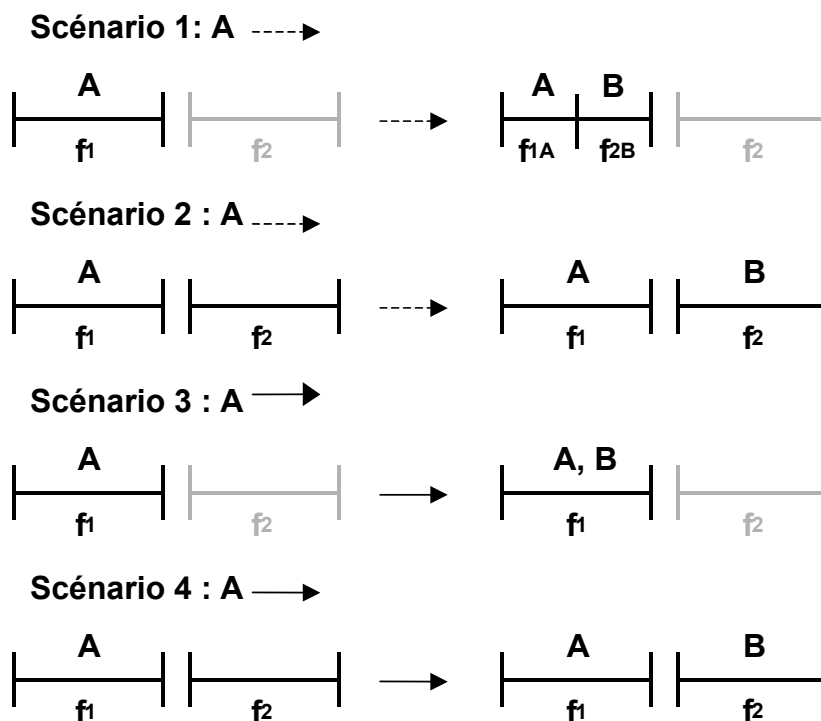 Scénario 1: A
A A B
f1 f2 f1A f2B f2
Scénario 2 : A
A A B
f1 f2 f1 f2
Scénario 3 : A
A A, B
f1 f2 f1 f2
Scénario 4 : A
A A B
f1 f2 f1 f2